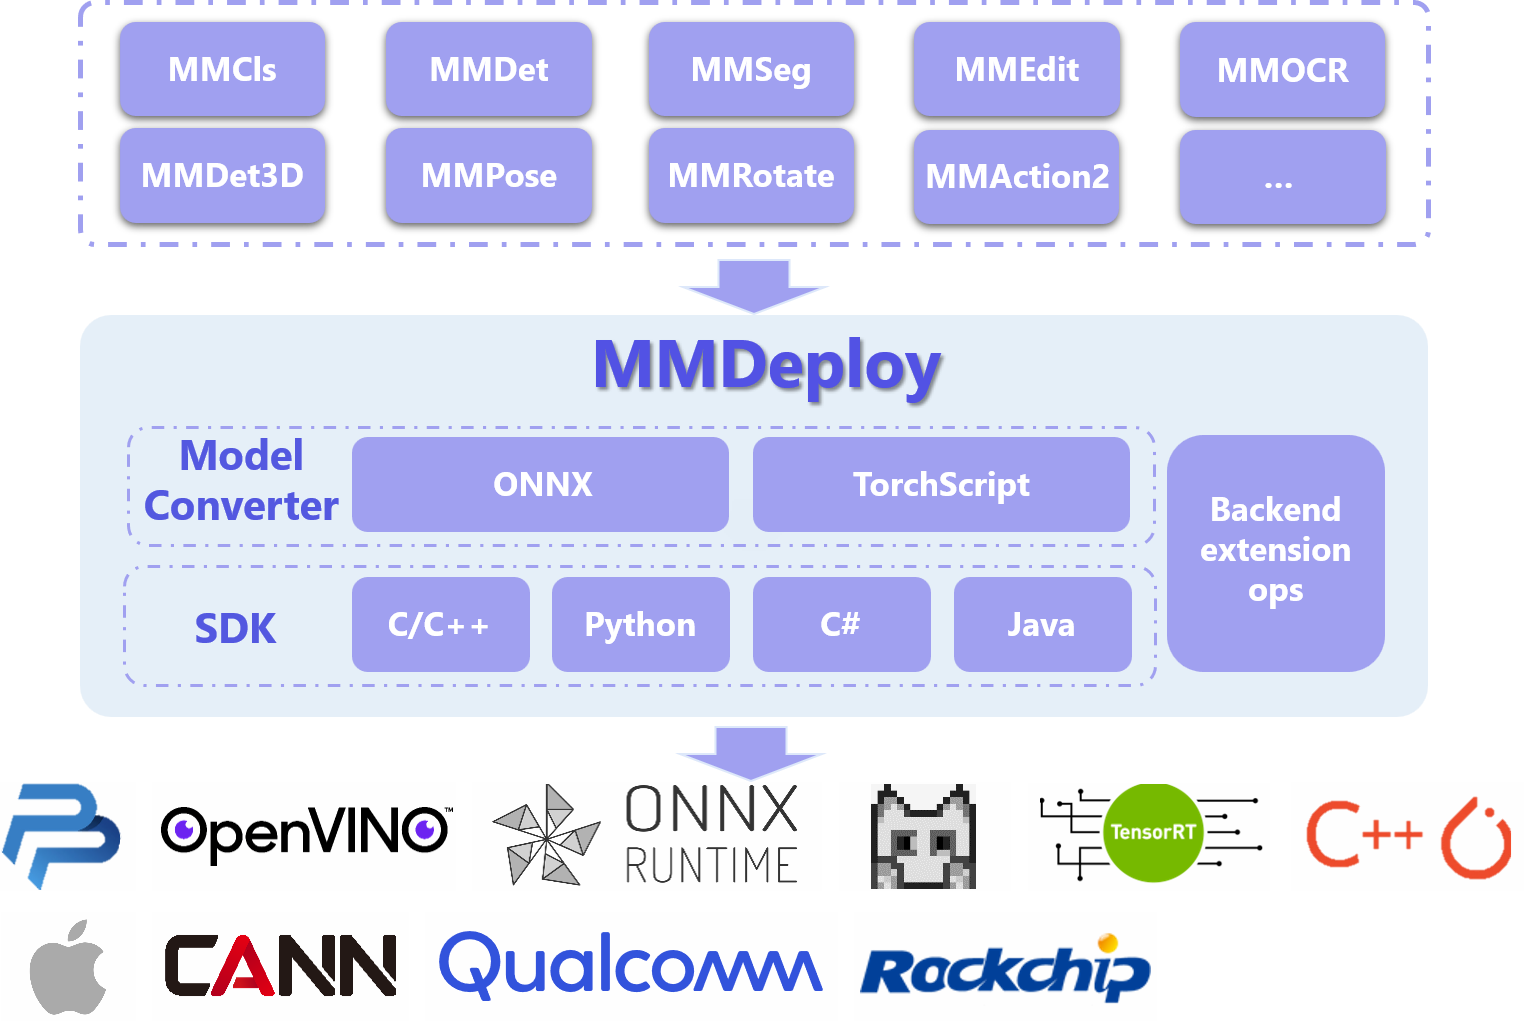 MMCls MMDet MMSeg MMEdit MMOCR
MMDet3D MMPose MMRotate MMAction2 ...
MMDeploy
Model
Converter
ONNX TorchScript
Backend
extension
ops
SDK C/C++ Python C# Java
OpenVINO™
ONNX
RUNTIME
TensorRT
C++
CANN
Qualcomm
Rockchip